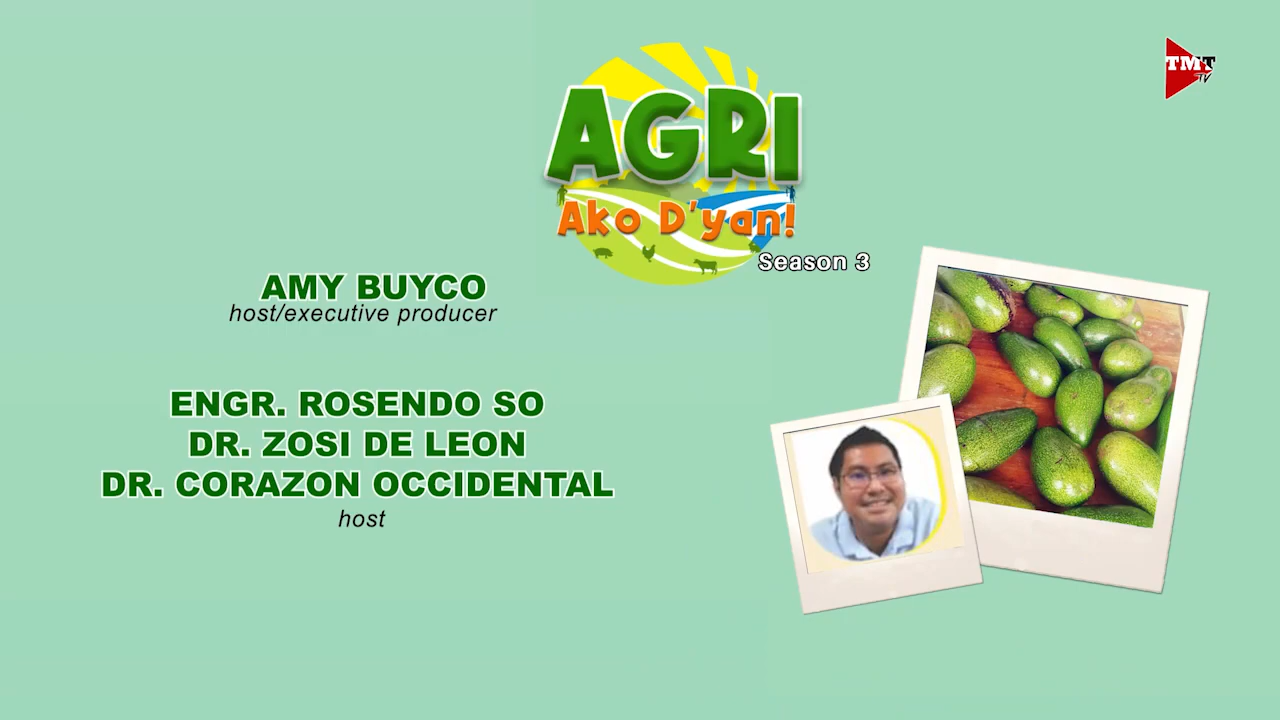 TMT
TV
AGRI
Ako D'yan!
Season 3
AMY BUYCO
host/executive producer
ENGR. ROSENDO SO
DR. ZOSI DE LEON
DR. CORAZON OCCIDENTAL
host